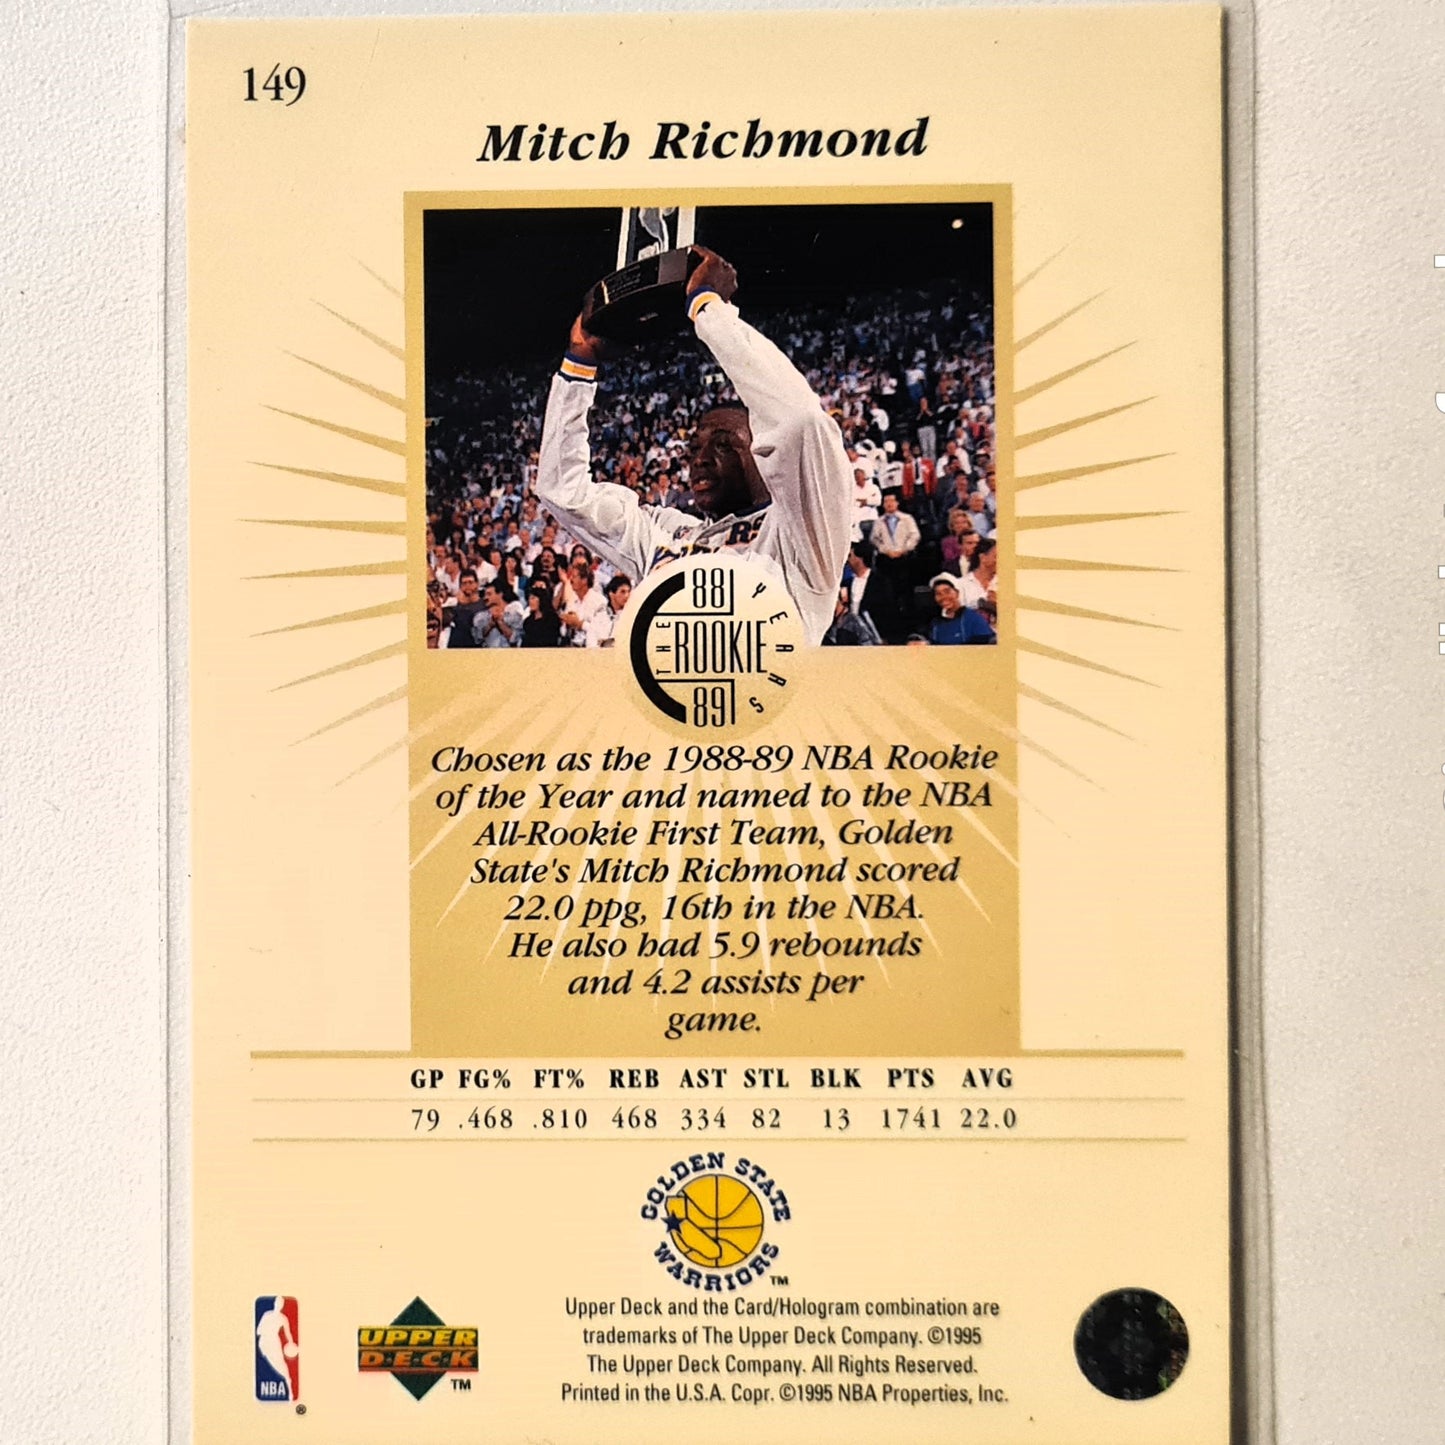 149
Mitch Richmond
88
THE ROOKIE YEARS
89
Chosen as the 1988-89 NBA Rookie
of the Year and named to the NBA
All-Rookie First Team, Golden
State's Mitch Richmond scored
22.0 ppg, 16th in the NBA.
He also had 5.9 rebounds
and 4.2 assists per
game.
GP FG% FT% REB AST STL BLK PTS AVG
79 .468 .810 468 334 82 13 1741 22.0
GOLDEN STATE
WARRIORS™
NBA®
UPPER
D·E·C·K™
Upper Deck and the Card/Hologram combination are
trademarks of The Upper Deck Company. ©1995
The Upper Deck Company. All Rights Reserved.
Printed in the U.S.A. Copr. ©1995 NBA Properties, Inc.